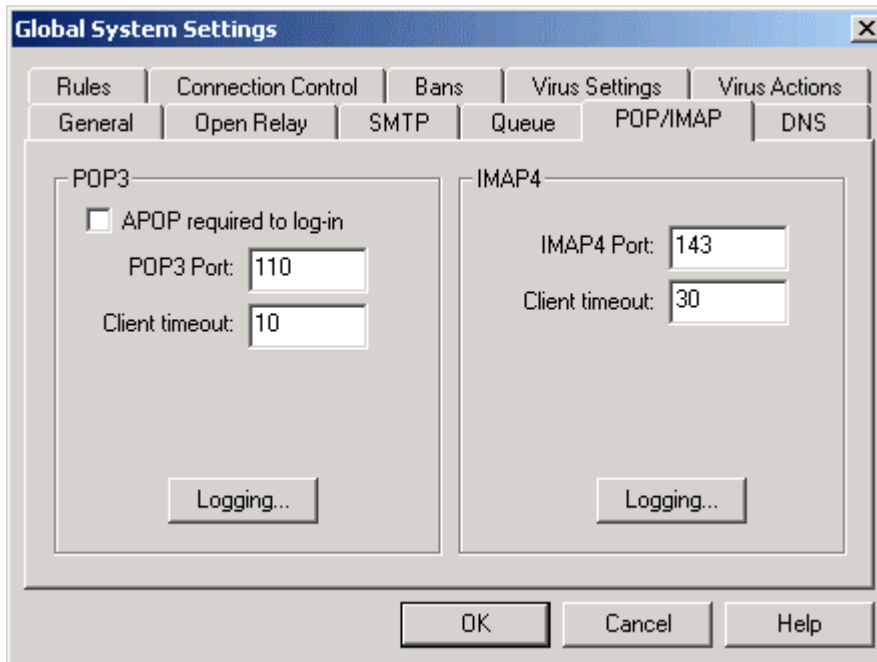 Global System Settings
Rules Connection Control Bans Virus Settings Virus Actions
General Open Relay SMTP Queue POP/IMAP DNS
POP3
APOP required to log-in
POP3 Port: 110
Client timeout: 10
Logging...
IMAP4
IMAP4 Port: 143
Client timeout: 30
Logging...
OK Cancel Help